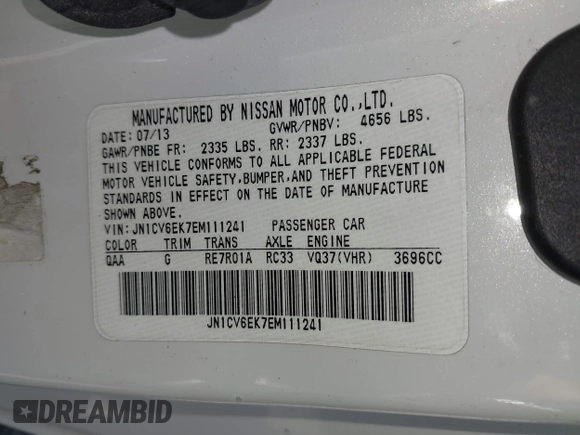 MANUFACTURED BY NISSAN MOTOR CO.,LTD.
DATE: 07/13 GVWR/PNBV: 4656 LBS.
GAWR/PNBE FR: 2335 LBS. RR: 2337 LBS.
THIS VEHICLE CONFORMS TO ALL APPLICABLE FEDERAL
MOTOR VEHICLE SAFETY,BUMPER,AND THEFT PREVENTION
STANDARDS IN EFFECT ON THE DATE OF MANUFACTURE
SHOWN ABOVE.
VIN: JN1CV6EK7EM111241 PASSENGER CAR
COLOR TRIM TRANS AXLE ENGINE
QAA G RE7R01A RC33 VQ37(VHR) 3696CC
JN1CV6EK7EM111241
DREAMBID